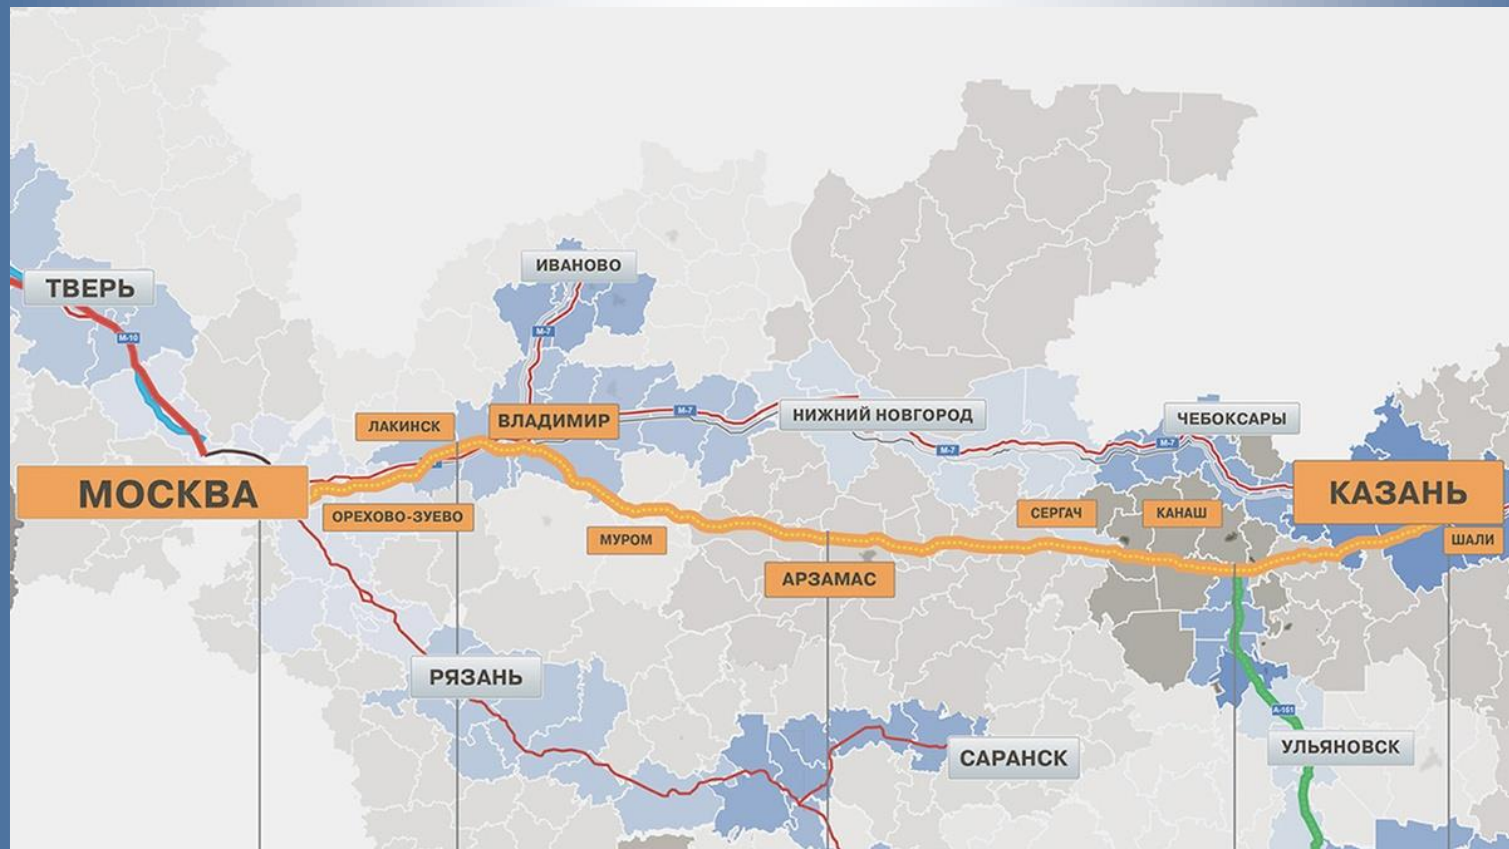 ИВАНОВО
ТВЕРЬ
М-10
М-7
ЛАКИНСК
ВЛАДИМИР
М-7
НИЖНИЙ НОВГОРОД
ЧЕБОКСАРЫ
М-7
М-7
МОСКВА
КАЗАНЬ
ОРЕХОВО-ЗУЕВО
СЕРГАЧ
КАНАШ
МУРОМ
ШАЛИ
АРЗАМАС
РЯЗАНЬ
А-151
УЛЬЯНОВСК
САРАНСК